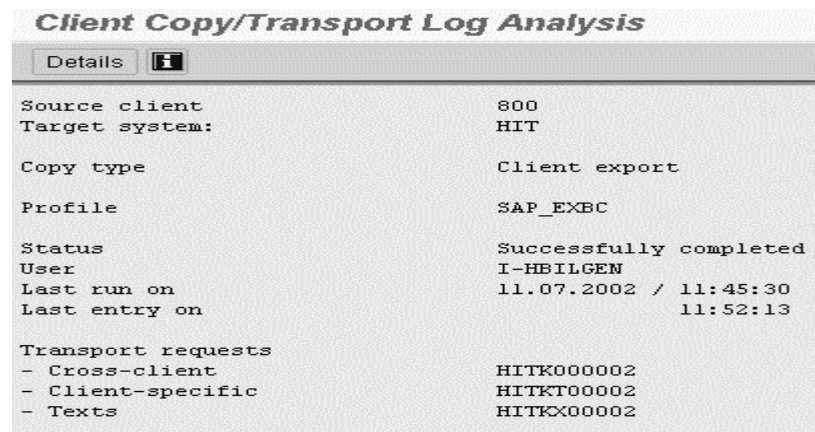 Client Copy/Transport Log Analysis
Details
Source client 800
Target system: HIT
Copy type Client export
Profile SAP_EXBC
Status Successfully completed
User I-HBILGEN
Last run on 11.07.2002 / 11:45:30
Last entry on 11:52:13
Transport requests
- Cross-client HITKO00002
- Client-specific HITKT00002
- Texts HITKX00002